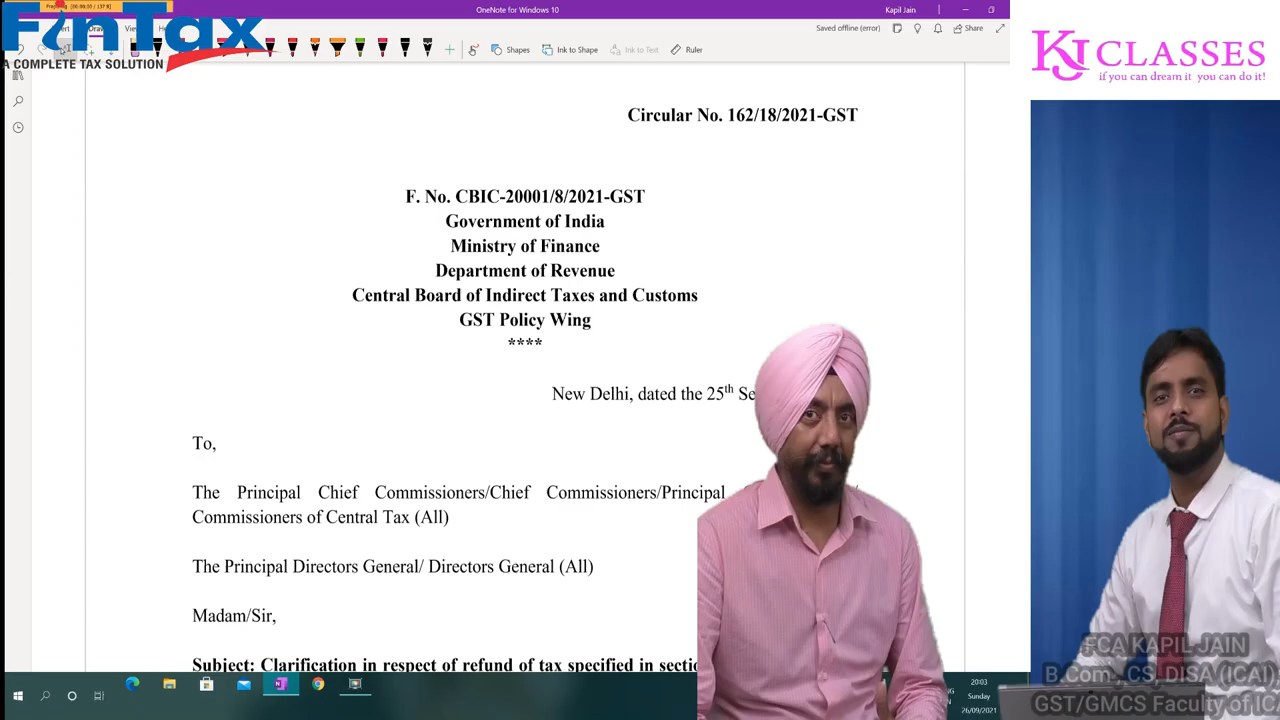 FinTax
A COMPLETE TAX SOLUTION
OneNote for Windows 10
Kapil Jain
Saved offline (error)
Share
Shapes
Ink to Shape
Ink to Text
Ruler
KJ CLASSES
if you can dream it you can do it!
Circular No. 162/18/2021-GST
F. No. CBIC-20001/8/2021-GST
Government of India
Ministry of Finance
Department of Revenue
Central Board of Indirect Taxes and Customs
GST Policy Wing
****
New Delhi, dated the 25th Se
To,
The Principal Chief Commissioners/Chief Commissioners/Principal
Commissioners of Central Tax (All)
The Principal Directors General/ Directors General (All)
Madam/Sir,
Subject: Clarification in respect of refund of tax specified in sectio
FCA KAPIL JAIN
B.Com , CS, DISA (ICAI),
GST/GMCS Faculty of IC
20:03
Sunday
26/09/2021